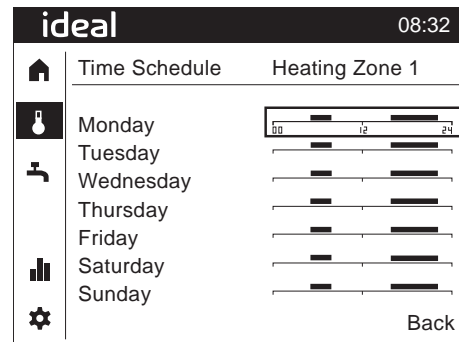 ideal 08:32
Time Schedule Heating Zone 1
Monday
00 12 24
Tuesday
Wednesday
Thursday
Friday
Saturday
Sunday
Back